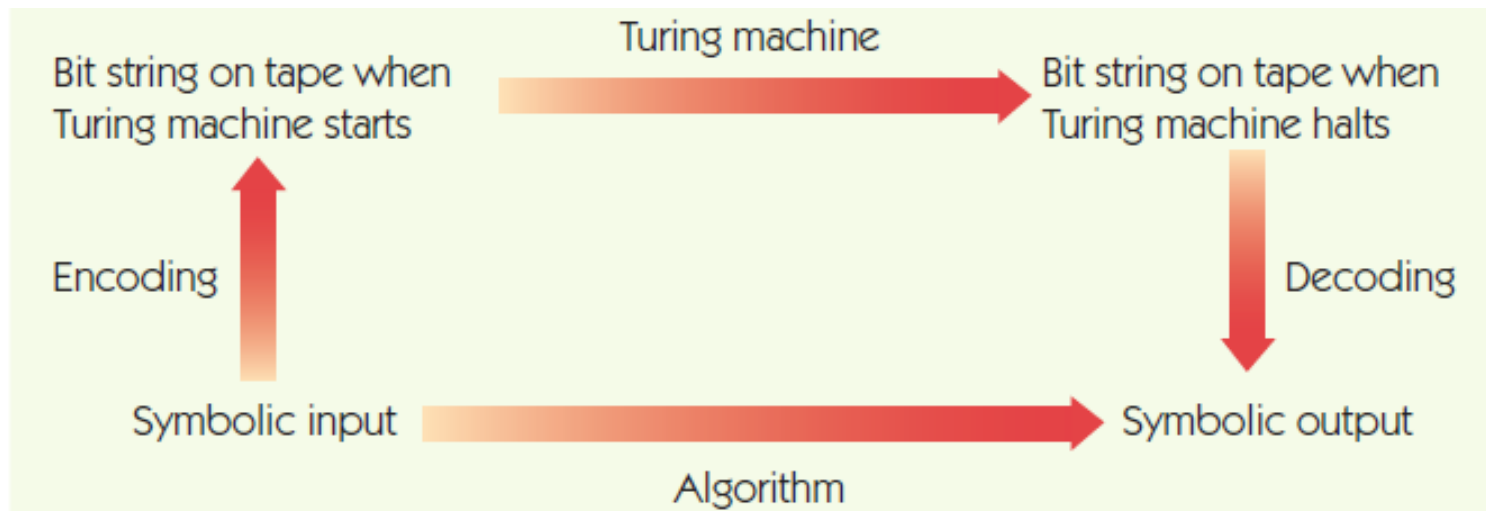 Turing machine
Bit string on tape when
Turing machine starts
Bit string on tape when
Turing machine halts
Encoding
Decoding
Symbolic input
Symbolic output
Algorithm